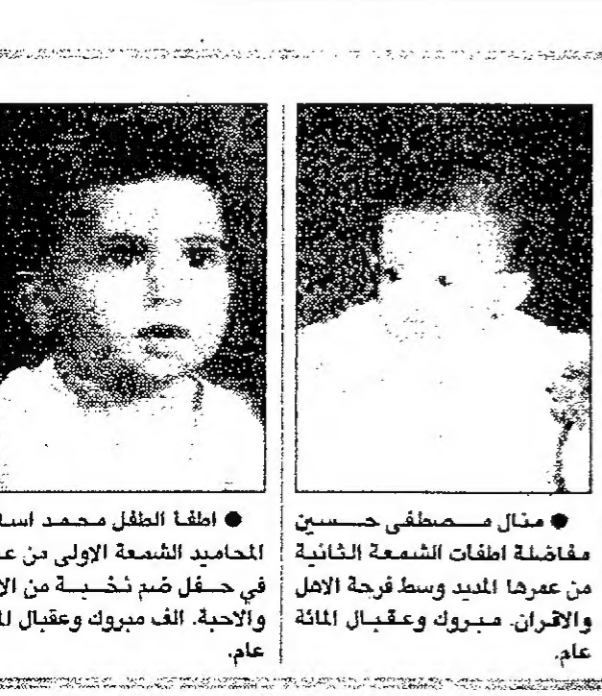 ● منال مصطفى حسين
مفاضلة اطفات الشمعة الثانية
من عمرها المديد وسط فرحة الاهل
والاقران. مبروك وعقبال المائة
عام.
● اطفا الطفل محمد
المحاميد الشمعة الاولى من
في حفل ضم نخبة من
والاحبة. الف مبروك وعقبال
عام.